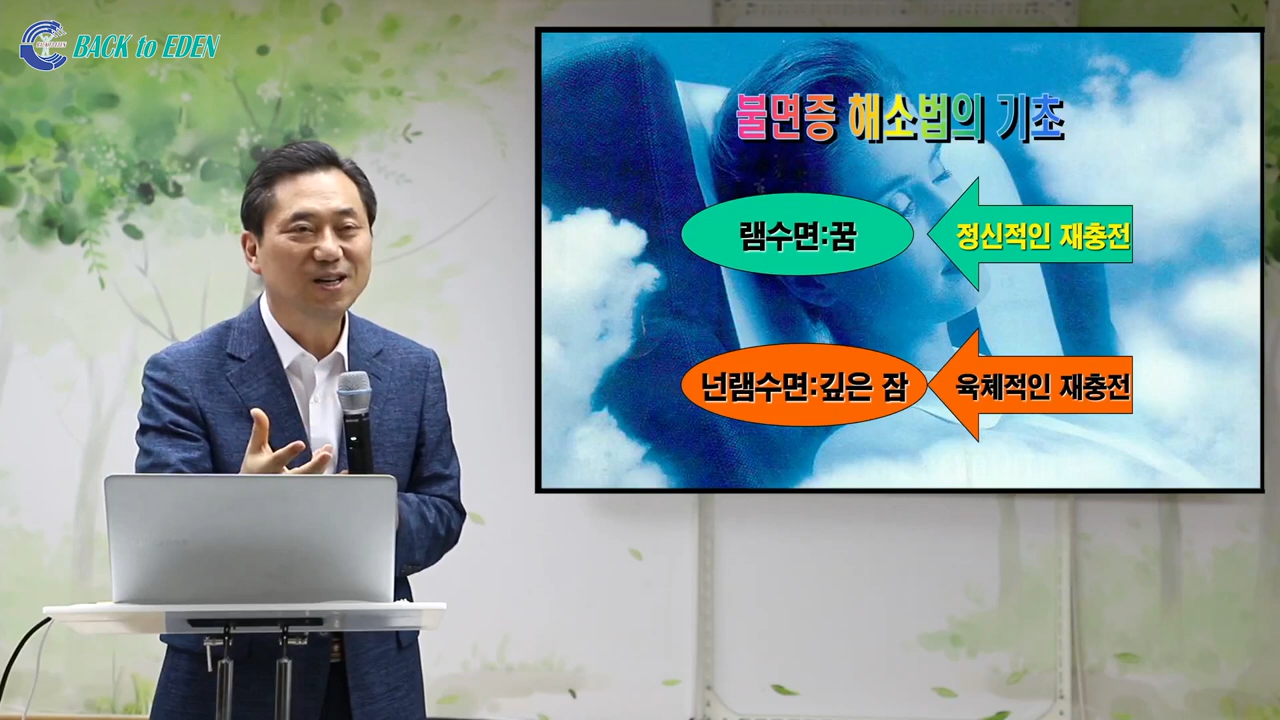 BACK to EDEN
불면증 해소법의 기초
램수면:꿈
정신적인 재충전
넌램수면:깊은 잠
육체적인 재충전